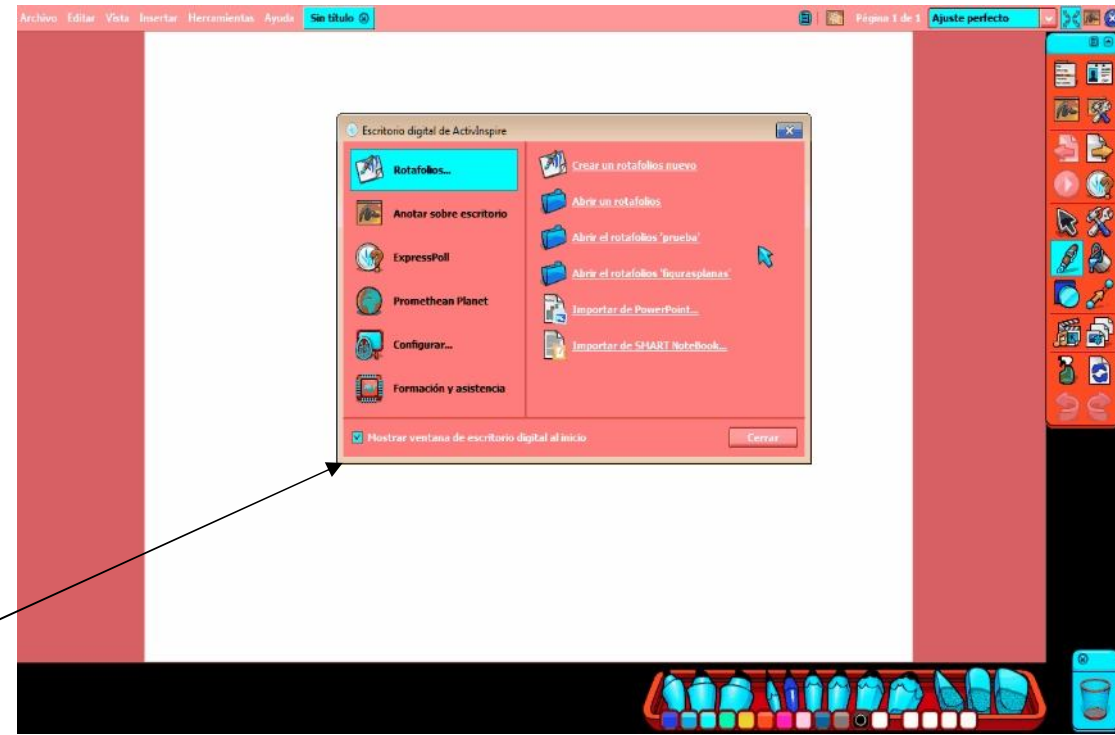 Archivo Editar Vista Insertar Herramientas Ayuda Sin título Página 1 de 1 Ajuste perfecto
Escritorio digital de ActivInspire
Rotafolios...
Anotar sobre escritorio
ExpressPoll
Promethean Planet
Configurar...
Formación y asistencia
Crear un rotafolios nuevo
Abrir un rotafolios
Abrir el rotafolios 'prueba'
Abrir el rotafolios 'figurasplanas'
Importar de PowerPoint...
Importar de SMART NoteBook...
Mostrar ventana de escritorio digital al inicio
Cerrar